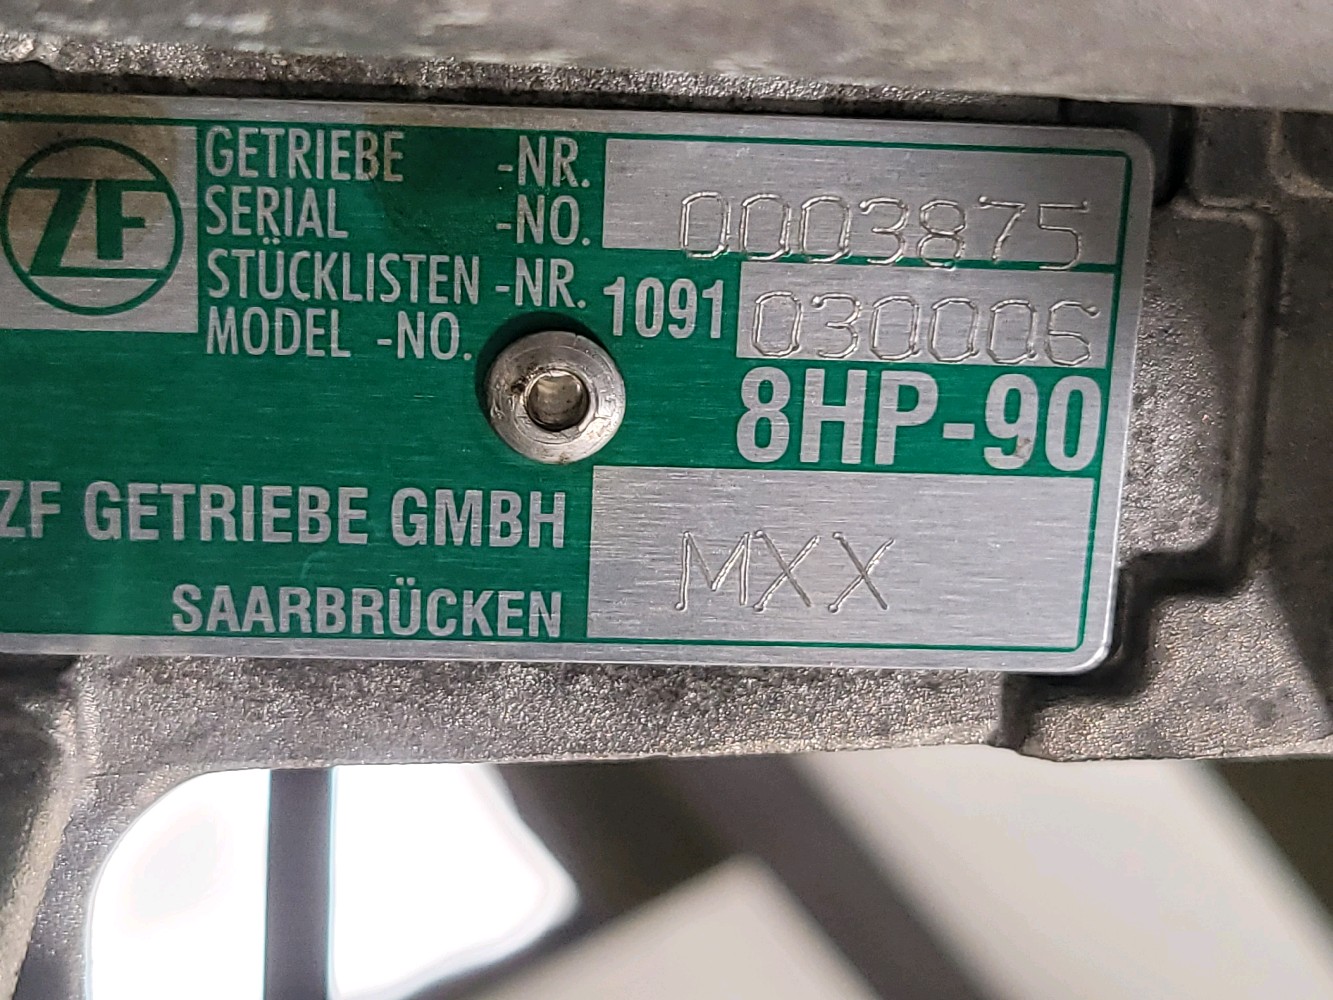 ZF
GETRIEBE -NR.
SERIAL -NO. 0003875
STÜCKLISTEN -NR. 1091 030006
MODEL -NO.
8HP-90
ZF GETRIEBE GMBH
MXX
SAARBRÜCKEN